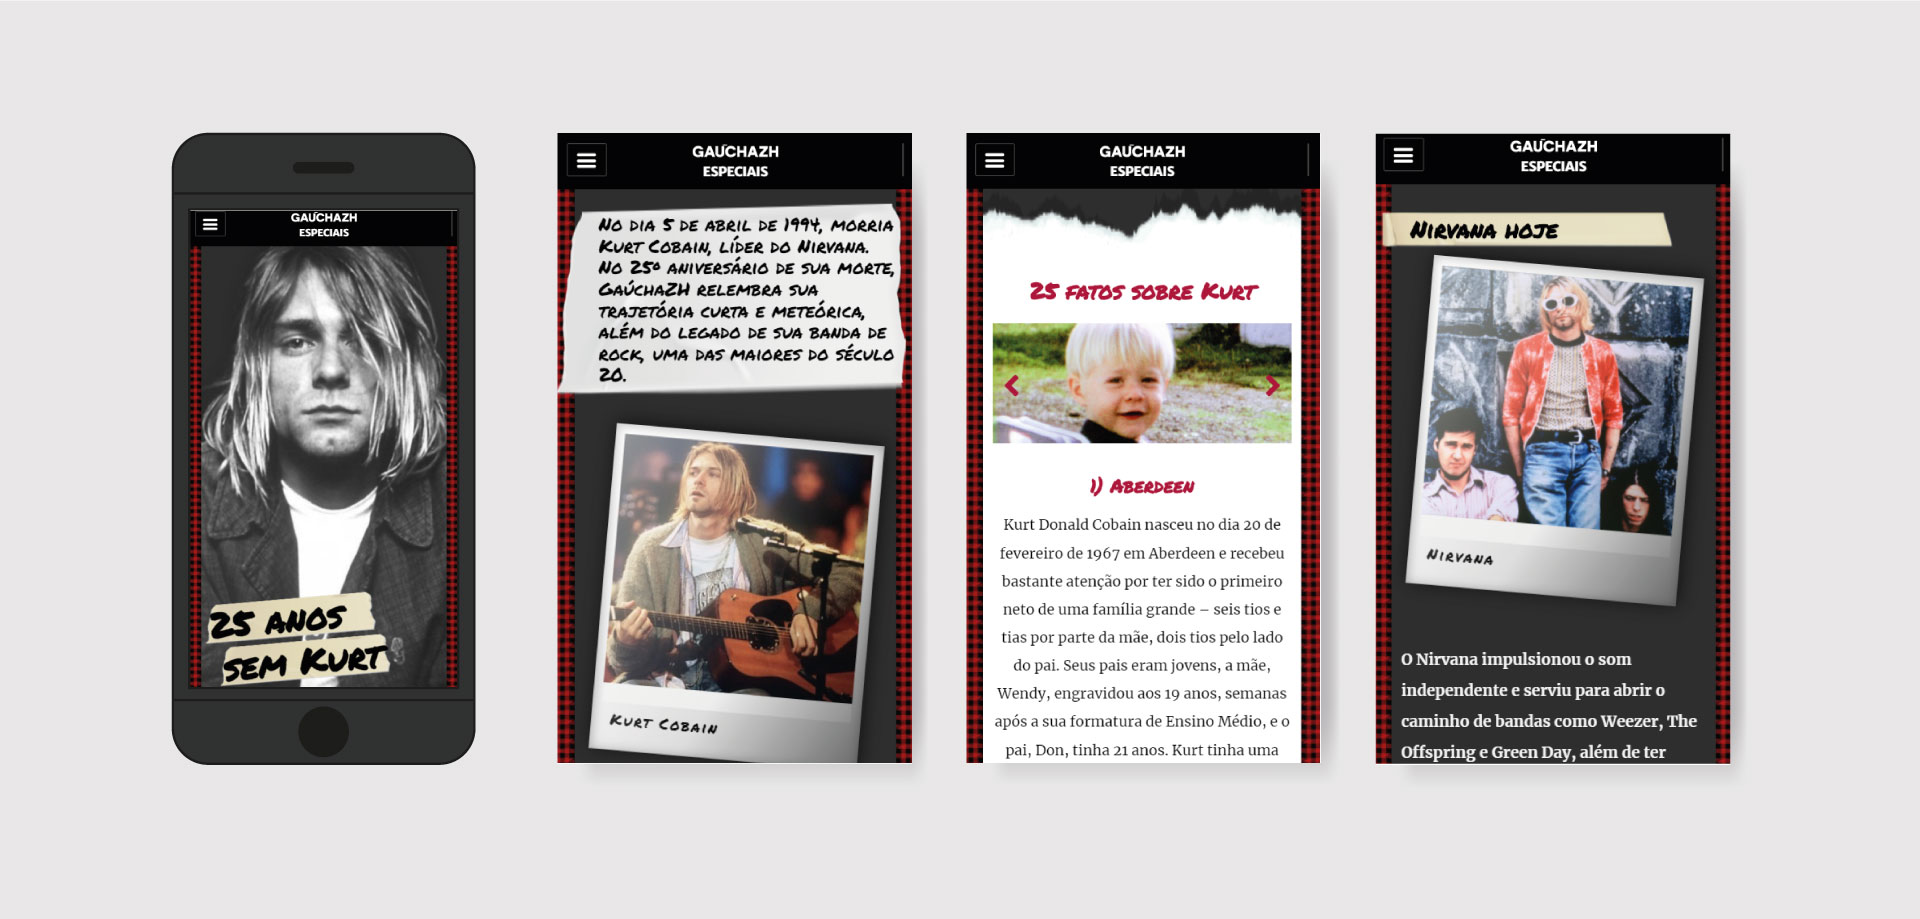 GAÚCHAZH
ESPECIAIS
25 ANOS
SEM KURT
GAÚCHAZH
ESPECIAIS
NO DIA 5 DE ABRIL DE 1994, MORRIA
KURT COBAIN, LÍDER DO NIRVANA.
NO 25º ANIVERSÁRIO DE SUA MORTE,
GAÚCHAZH RELEMBRA SUA
TRAJETÓRIA CURTA E METEÓRICA,
ALÉM DO LEGADO DE SUA BANDA DE
ROCK, UMA DAS MAIORES DO SÉCULO
20.
KURT COBAIN
GAÚCHAZH
ESPECIAIS
25 FATOS SOBRE KURT
1) ABERDEEN
Kurt Donald Cobain nasceu no dia 20 de
fevereiro de 1967 em Aberdeen e recebeu
bastante atenção por ter sido o primeiro
neto de uma família grande – seis tios e
tias por parte da mãe, dois tios pelo lado
do pai. Seus pais eram jovens, a mãe,
Wendy, engravidou aos 19 anos, semanas
após a sua formatura de Ensino Médio, e o
pai, Don, tinha 21 anos. Kurt tinha uma
GAÚCHAZH
ESPECIAIS
NIRVANA HOJE
NIRVANA
O Nirvana impulsionou o som
independente e serviu para abrir o
caminho de bandas como Weezer, The
Offspring e Green Day, além de ter